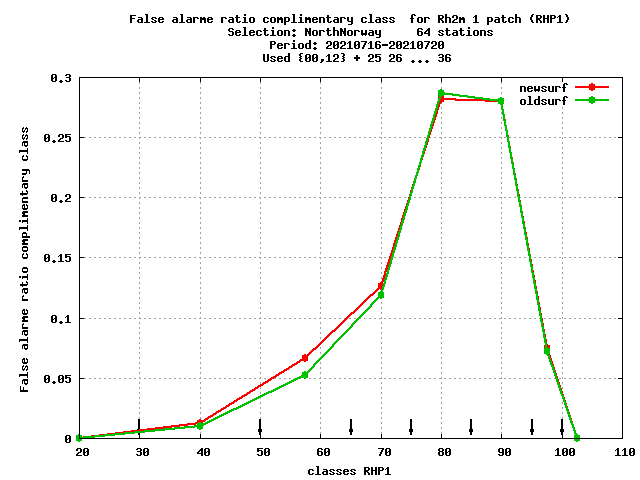 False alarme ratio complimentary class for Rh2m 1 patch (RHP1)
Selection: NorthNorway 64 stations
Period: 20210716-20210720
Used {00,12} + 25 26 ... 36
newsurf
oldsurf
False alarme ratio complimentary class
0.3
0.25
0.2
0.15
0.1
0.05
0
20 30 40 50 60 70 80 90 100 110
classes RHP1